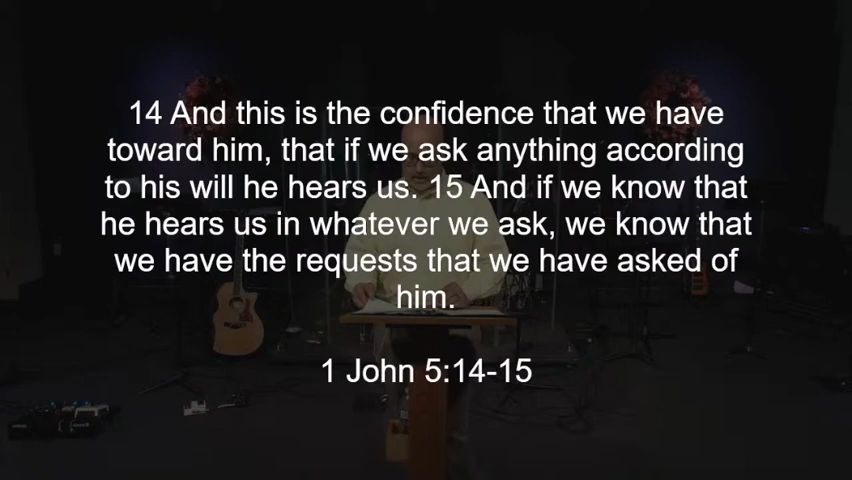 14 And this is the confidence that we have
toward him, that if we ask anything according
to his will he hears us. 15 And if we know that
he hears us in whatever we ask, we know that
we have the requests that we have asked of
him.
1 John 5:14-15